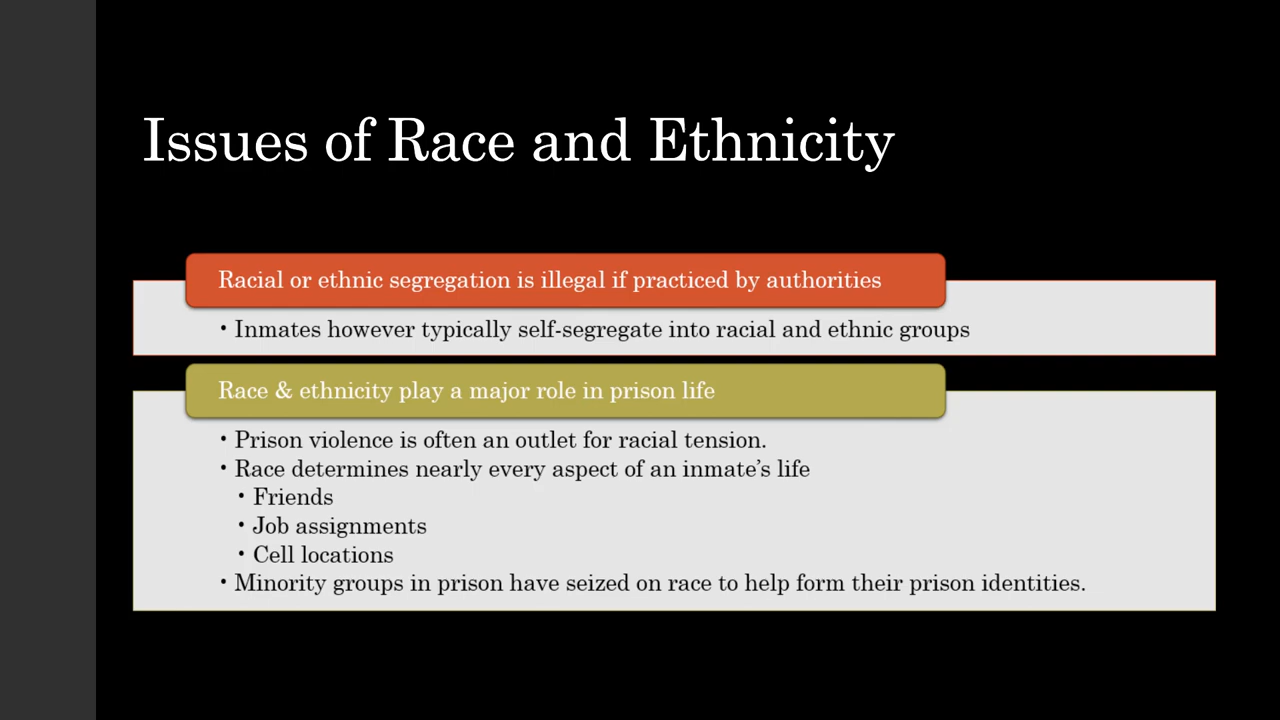 Issues of Race and Ethnicity
Racial or ethnic segregation is illegal if practiced by authorities
• Inmates however typically self-segregate into racial and ethnic groups
Race & ethnicity play a major role in prison life
• Prison violence is often an outlet for racial tension.
• Race determines nearly every aspect of an inmate’s life
• Friends
• Job assignments
• Cell locations
• Minority groups in prison have seized on race to help form their prison identities.